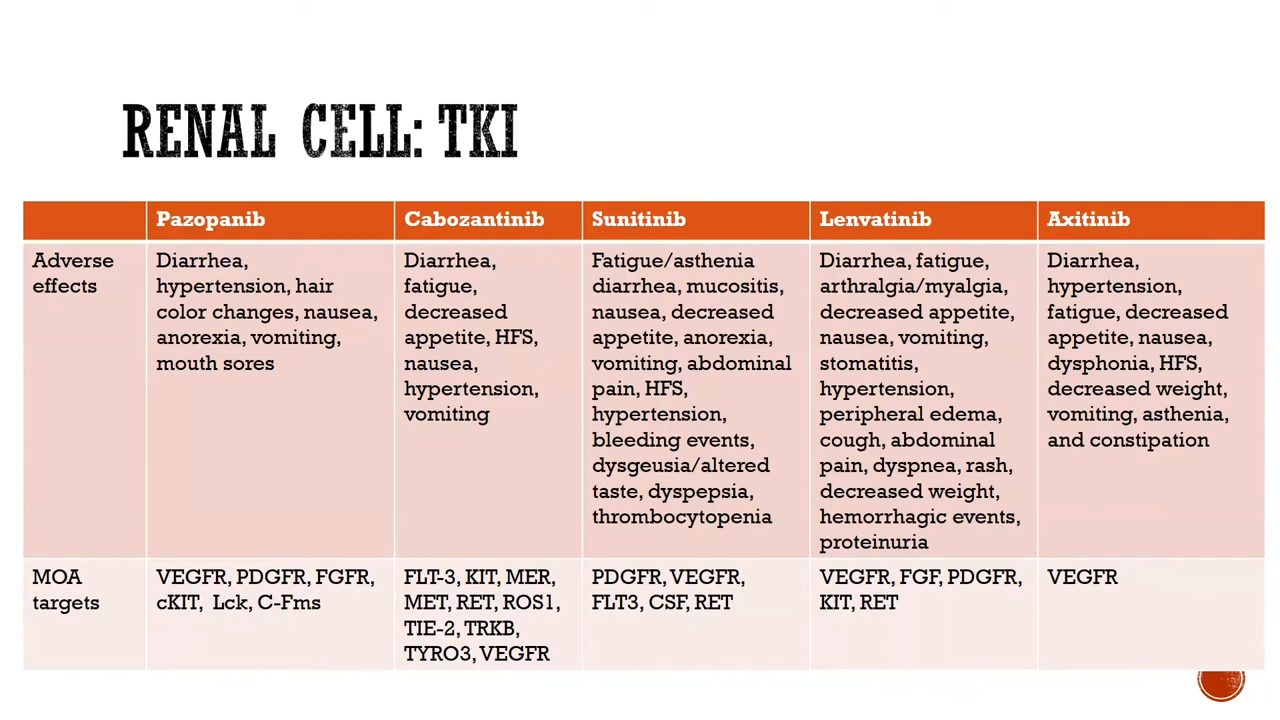 RENAL CELL: TKI
Pazopanib
Cabozantinib
Sunitinib
Lenvatinib
Axitinib
Adverse
effects
Diarrhea,
hypertension, hair
color changes, nausea,
anorexia, vomiting,
mouth sores
Diarrhea,
fatigue,
decreased
appetite, HFS,
nausea,
hypertension,
vomiting
Fatigue/asthenia
diarrhea, mucositis,
nausea, decreased
appetite, anorexia,
vomiting, abdominal
pain, HFS,
hypertension,
bleeding events,
dysgeusia/altered
taste, dyspepsia,
thrombocytopenia
Diarrhea, fatigue,
arthralgia/myalgia,
decreased appetite,
nausea, vomiting,
stomatitis,
hypertension,
peripheral edema,
cough, abdominal
pain, dyspnea, rash,
decreased weight,
hemorrhagic events,
proteinuria
Diarrhea,
hypertension,
fatigue, decreased
appetite, nausea,
dysphonia, HFS,
decreased weight,
vomiting, asthenia,
and constipation
MOA
targets
VEGFR, PDGFR, FGFR,
cKIT, Lck, C-Fms
FLT-3, KIT, MER,
MET, RET, ROS1,
TIE-2, TRKB,
TYRO3, VEGFR
PDGFR, VEGFR,
FLT3, CSF, RET
VEGFR, FGF, PDGFR,
KIT, RET
VEGFR